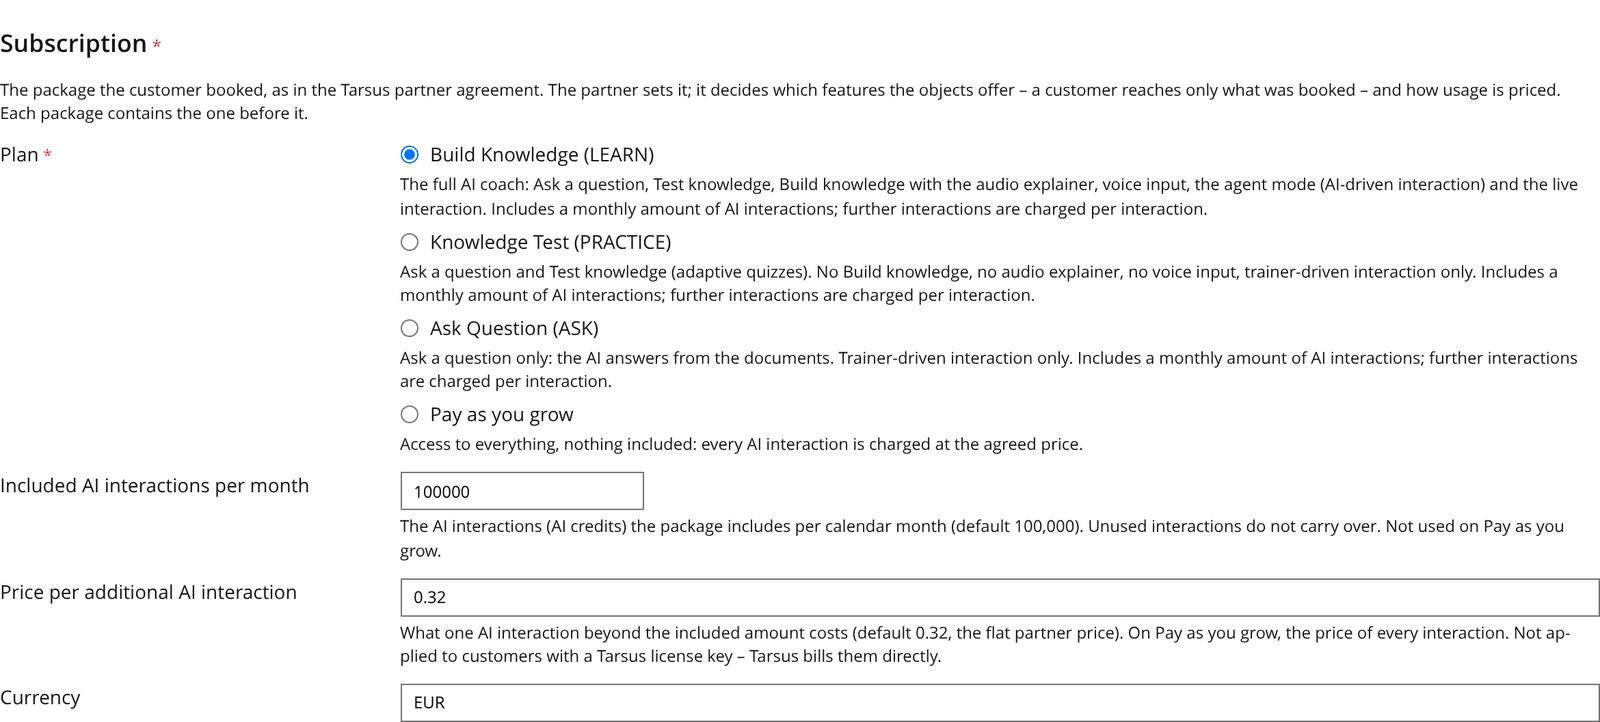 Subscription *
The package the customer booked, as in the Tarsus partner agreement. The partner sets it; it decides which features the objects offer – a customer reaches only what was booked – and how usage is priced.
Each package contains the one before it.
Plan *
Build Knowledge (LEARN)
The full AI coach: Ask a question, Test knowledge, Build knowledge with the audio explainer, voice input, the agent mode (AI-driven interaction) and the live
interaction. Includes a monthly amount of AI interactions; further interactions are charged per interaction.
Knowledge Test (PRACTICE)
Ask a question and Test knowledge (adaptive quizzes). No Build knowledge, no audio explainer, no voice input, trainer-driven interaction only. Includes a
monthly amount of AI interactions; further interactions are charged per interaction.
Ask Question (ASK)
Ask a question only: the AI answers from the documents. Trainer-driven interaction only. Includes a monthly amount of AI interactions; further interactions
are charged per interaction.
Pay as you grow
Access to everything, nothing included: every AI interaction is charged at the agreed price.
Included AI interactions per month
100000
The AI interactions (AI credits) the package includes per calendar month (default 100,000). Unused interactions do not carry over. Not used on Pay as you
grow.
Price per additional AI interaction
0.32
What one AI interaction beyond the included amount costs (default 0.32, the flat partner price). On Pay as you grow, the price of every interaction. Not ap-
plied to customers with a Tarsus license key – Tarsus bills them directly.
Currency
EUR